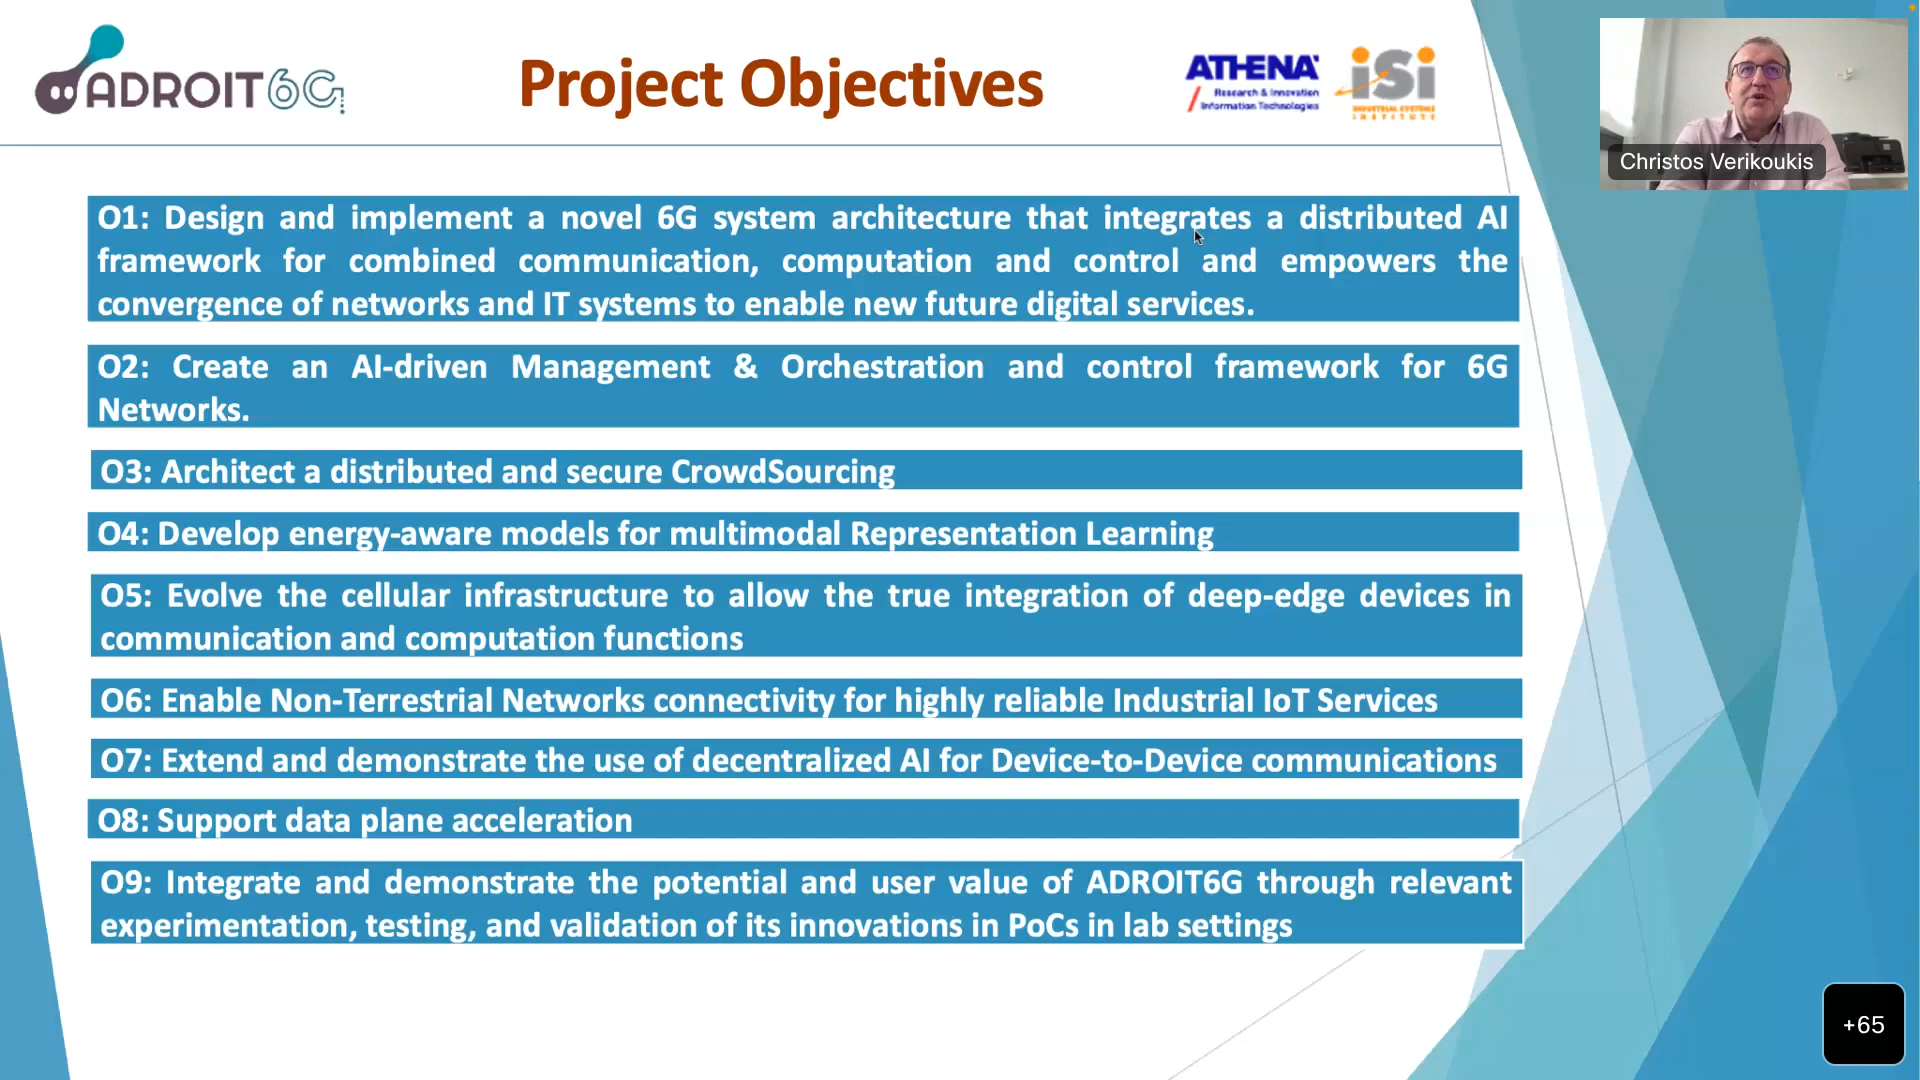 ADROIT6G
Project Objectives
ATHENA
Research & Innovation
Information Technologies
iSi
INDUSTRIAL SYSTEMS
INSTITUTE
Christos Verikoukis
O1: Design and implement a novel 6G system architecture that integrates a distributed AI
framework for combined communication, computation and control and empowers the
convergence of networks and IT systems to enable new future digital services.
O2: Create an AI-driven Management & Orchestration and control framework for 6G
Networks.
O3: Architect a distributed and secure CrowdSourcing
O4: Develop energy-aware models for multimodal Representation Learning
O5: Evolve the cellular infrastructure to allow the true integration of deep-edge devices in
communication and computation functions
O6: Enable Non-Terrestrial Networks connectivity for highly reliable Industrial IoT Services
O7: Extend and demonstrate the use of decentralized AI for Device-to-Device communications
O8: Support data plane acceleration
O9: Integrate and demonstrate the potential and user value of ADROIT6G through relevant
experimentation, testing, and validation of its innovations in PoCs in lab settings
+65